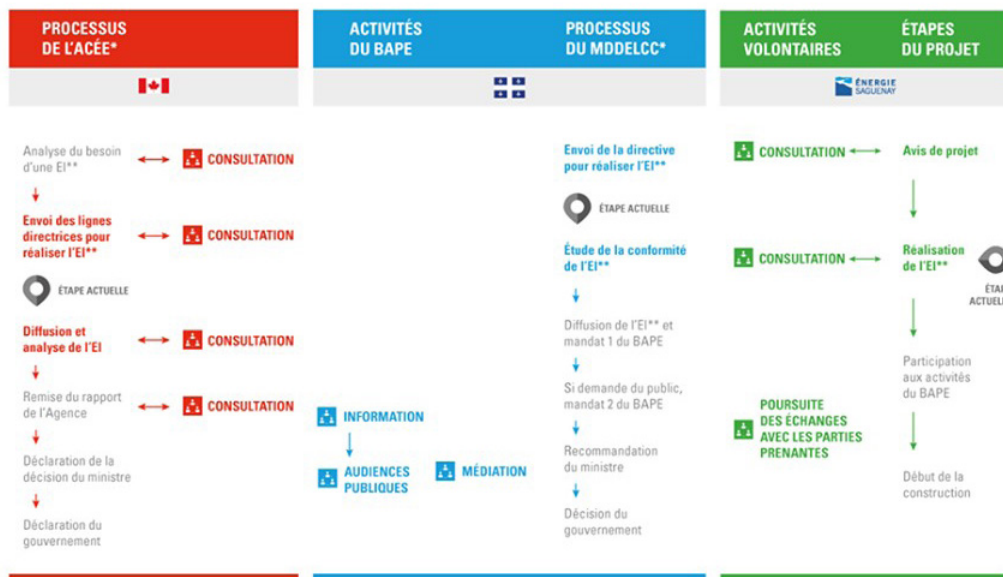 PROCESSUS
DE L'ACÉE*
ACTIVITÉS
DU BAPE
PROCESSUS
DU MDDELCC*
ACTIVITÉS
VOLONTAIRES
ÉTAPES
DU PROJET
ÉNERGIE
SAGUENAY
Analyse du besoin
d'une EI**
CONSULTATION
Envoi des lignes
directrices pour
réaliser l'EI**
CONSULTATION
ÉTAPE ACTUELLE
Diffusion et
analyse de l'EI
CONSULTATION
Remise du rapport
de l'Agence
CONSULTATION
Déclaration de la
décision du ministre
Déclaration du
gouvernement
INFORMATION
AUDIENCES
PUBLIQUES
MÉDIATION
Envoi de la directive
pour réaliser l'EI**
ÉTAPE ACTUELLE
Étude de la conformité
de l'EI**
Diffusion de l'EI** et
mandat 1 du BAPE
Si demande du public,
mandat 2 du BAPE
Recommandation
du ministre
Décision du
gouvernement
CONSULTATION
Avis de projet
CONSULTATION
Réalisation
de l'EI**
ÉTAPE
ACTUELLE
POURSUITE
DES ÉCHANGES
AVEC LES PARTIES
PRENANTES
Participation
aux activités
du BAPE
Début de la
construction